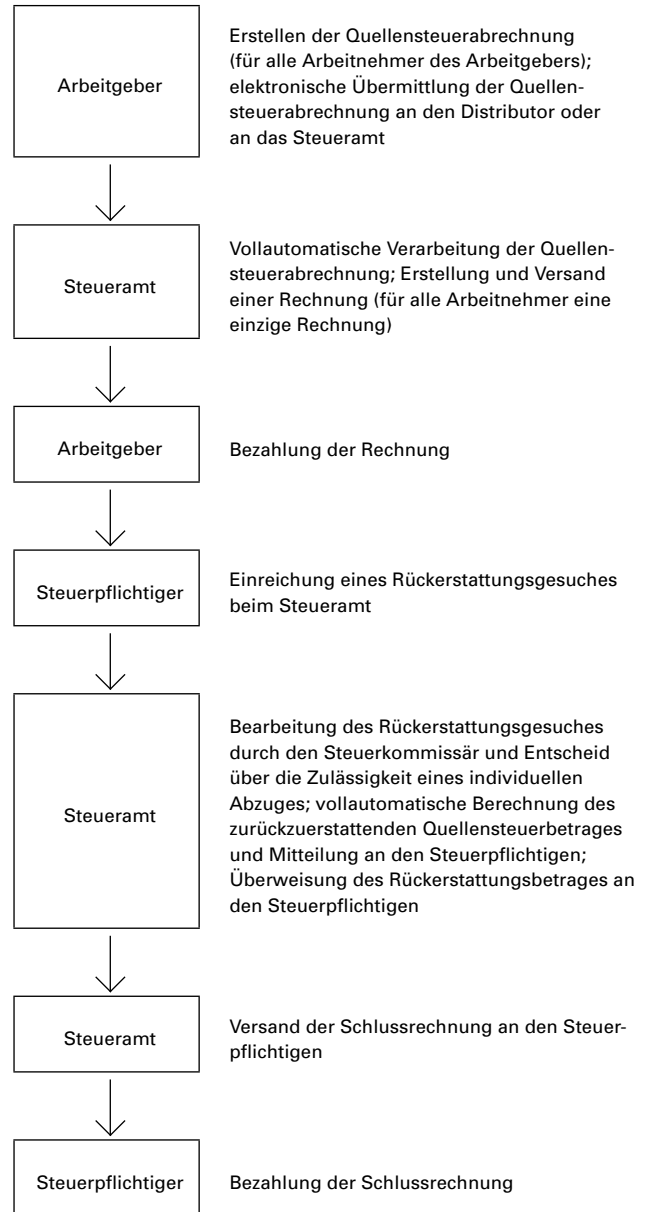 Arbeitgeber
Erstellen der Quellensteuerabrechnung
(für alle Arbeitnehmer des Arbeitgebers);
elektronische Übermittlung der Quellen-
steuerabrechnung an den Distributor oder
an das Steueramt
Steueramt
Vollautomatische Verarbeitung der Quellen-
steuerabrechnung; Erstellung und Versand
einer Rechnung (für alle Arbeitnehmer eine
einzige Rechnung)
Arbeitgeber
Bezahlung der Rechnung
Steuerpflichtiger
Einreichung eines Rückerstattungsgesuches
beim Steueramt
Steueramt
Bearbeitung des Rückerstattungsgesuches
durch den Steuerkommissär und Entscheid
über die Zulässigkeit eines individuellen
Abzuges; vollautomatische Berechnung des
zurückzuerstattenden Quellensteuerbetrages
und Mitteilung an den Steuerpflichtigen;
Überweisung des Rückerstattungsbetrages an
den Steuerpflichtigen
Steueramt
Versand der Schlussrechnung an den Steuer-
pflichtigen
Steuerpflichtiger
Bezahlung der Schlussrechnung